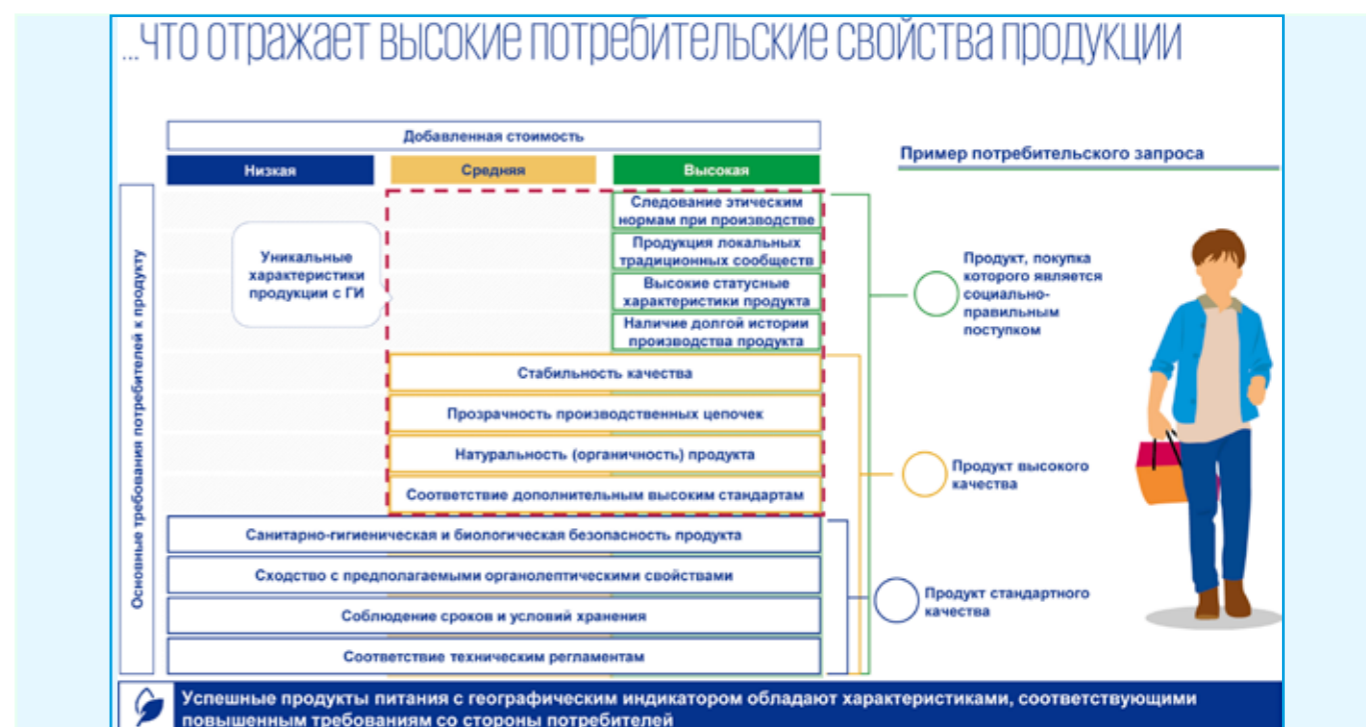 ...что отражает высокие потребительские свойства продукции
Добавленная стоимость
Низкая
Средняя
Высокая
Пример потребительского запроса
Основные требования потребителей к продукту
Уникальные
характеристики
продукции с ГИ
Следование этическим
нормам при производстве
Продукция локальных
традиционных сообществ
Высокие статусные
характеристики продукта
Наличие долгой истории
производства продукта
Стабильность качества
Прозрачность производственных цепочек
Натуральность (органичность) продукта
Соответствие дополнительным высоким стандартам
Санитарно-гигиеническая и биологическая безопасность продукта
Сходство с предполагаемыми органолептическими свойствами
Соблюдение сроков и условий хранения
Соответствие техническим регламентам
Продукт, покупка
которого является
социально-
правильным
поступком
Продукт высокого
качества
Продукт стандартного
качества
Успешные продукты питания с географическим индикатором обладают характеристиками, соответствующими
повышенным требованиям со стороны потребителей